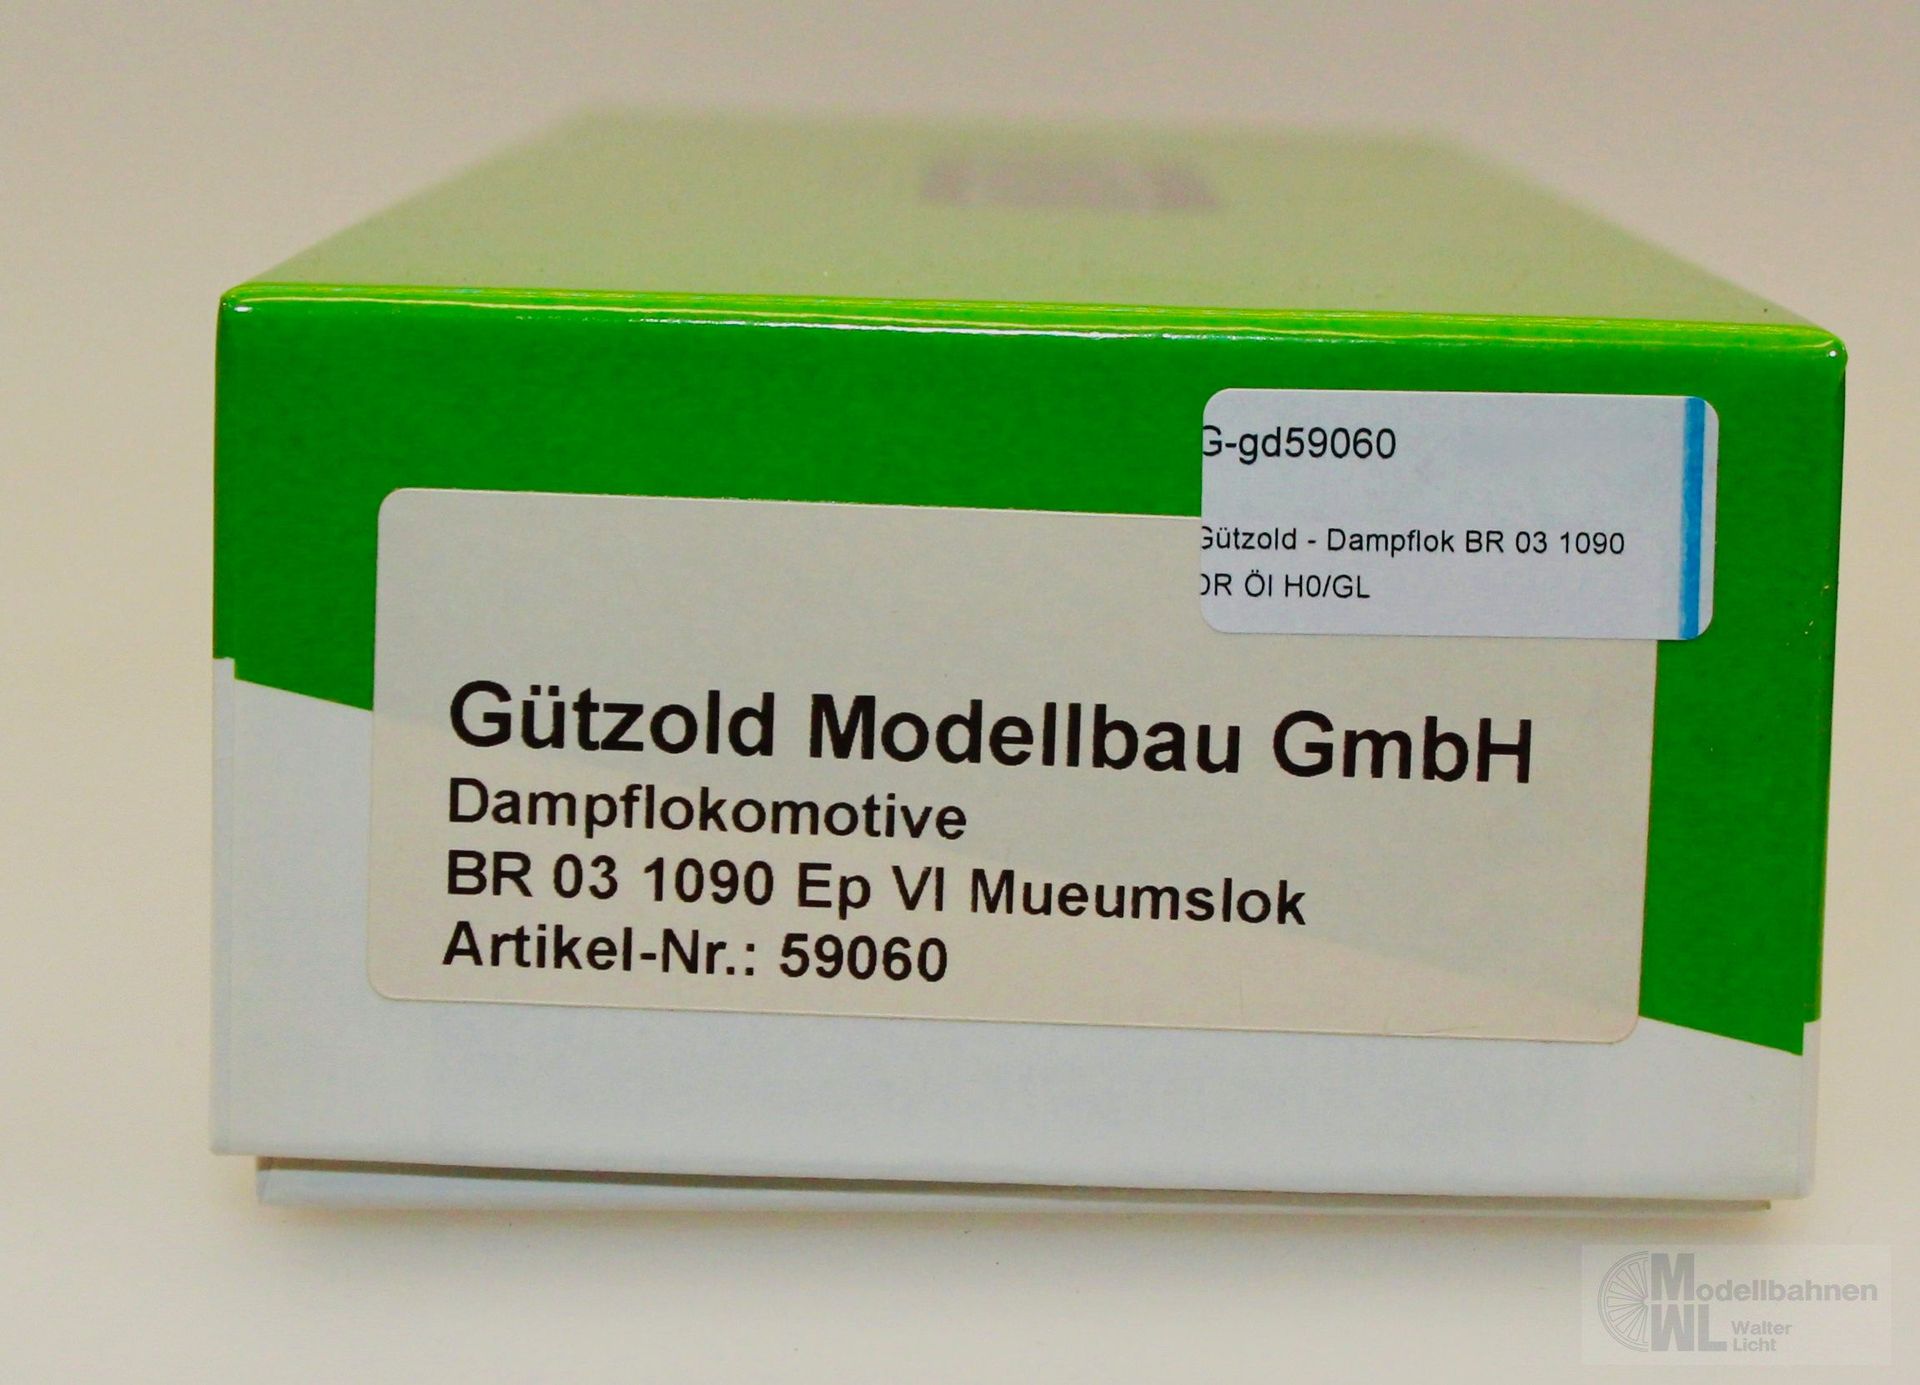 G-gd59060
Gützold - Dampflok BR 03 1090
DR Öl H0/GL
Gützold Modellbau GmbH
Dampflokomotive
BR 03 1090 Ep VI Mueumslok
Artikel-Nr.: 59060
Modellbahnen
WL Walter
Licht